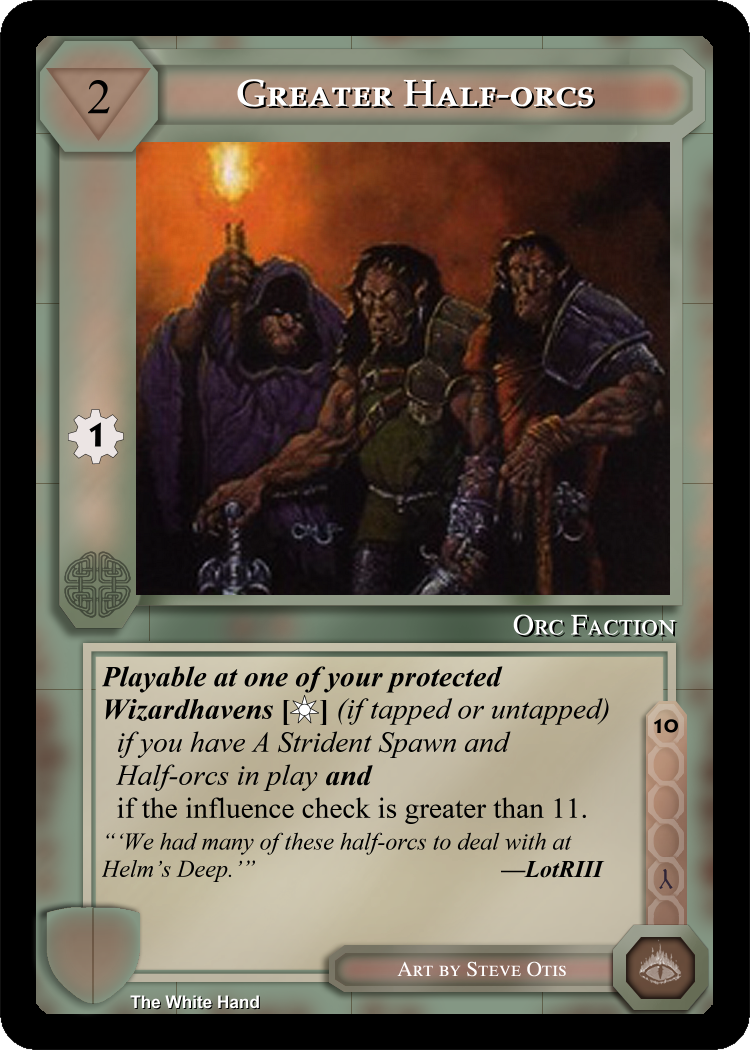 2
Greater Half-orcs
1
Orc Faction
Playable at one of your protected
Wizardhavens [☼] (if tapped or untapped)
if you have A Strident Spawn and
Half-orcs in play and
if the influence check is greater than 11.
10
“‘We had many of these half-orcs to deal with at
Helm’s Deep.’” —LotRIII
Art by Steve Otis
The White Hand